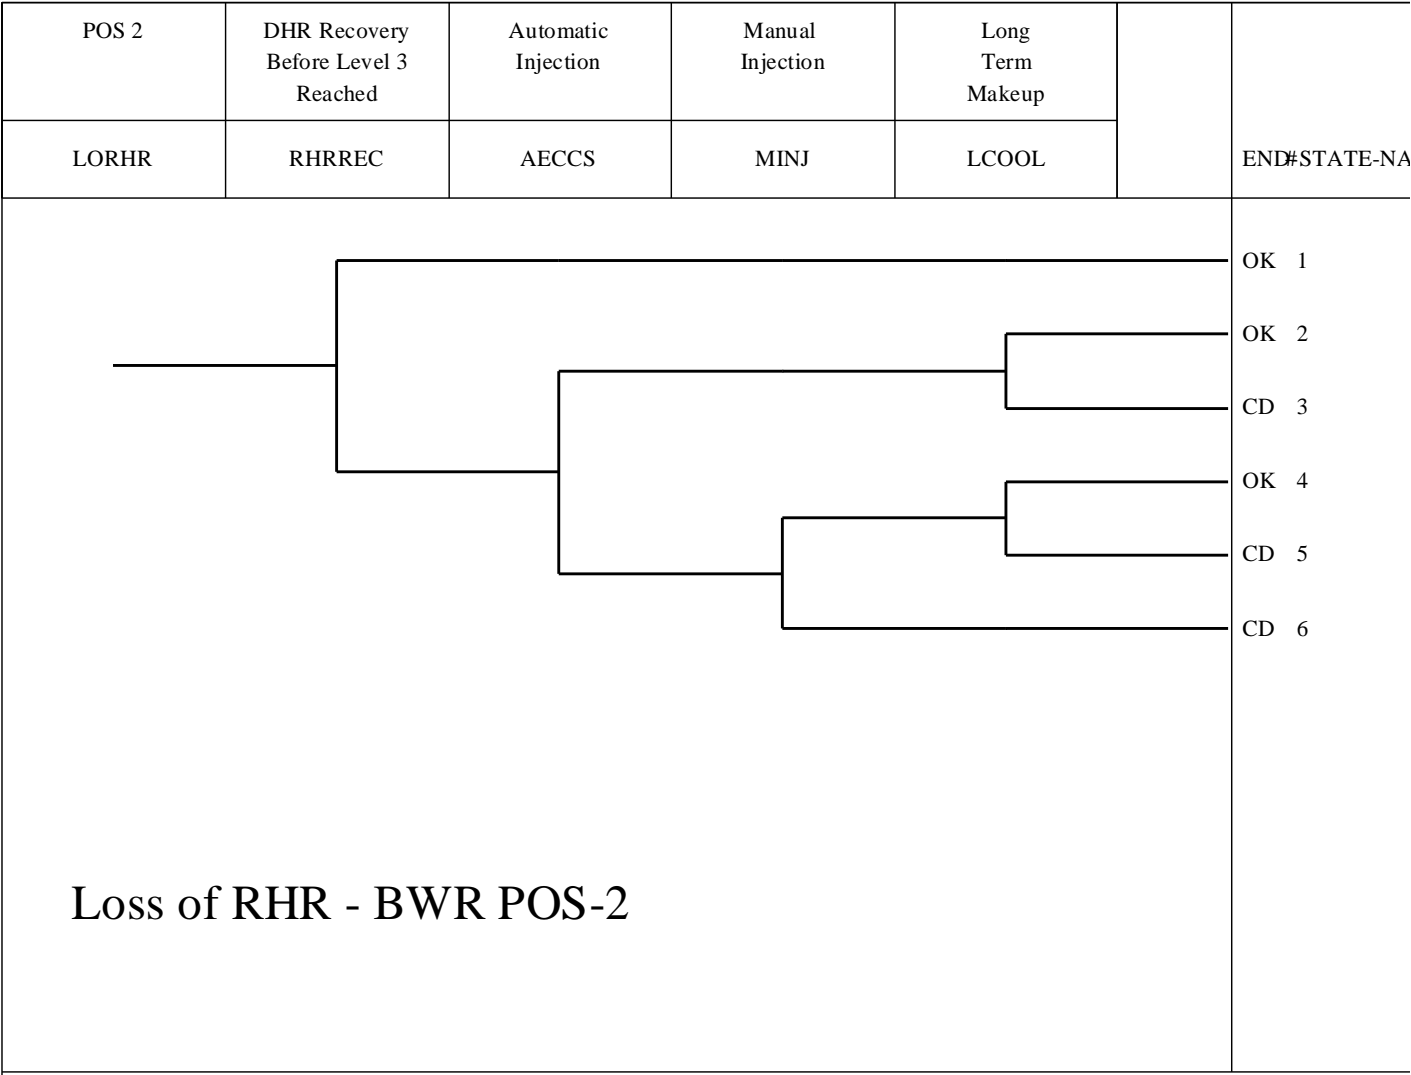 POS 2
DHR Recovery
Before Level 3
Reached
Automatic
Injection
Manual
Injection
Long
Term
Makeup
LORHR
RHRREC
AECCS
MINJ
LCOOL
END#STATE-NA
OK 1
OK 2
CD 3
OK 4
CD 5
CD 6
Loss of RHR - BWR POS-2